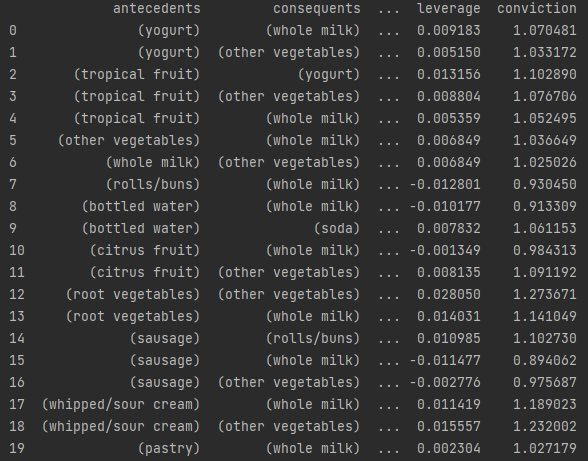 antecedents consequents ... leverage conviction
0 (yogurt) (whole milk) ... 0.009183 1.070481
1 (yogurt) (other vegetables) ... 0.005150 1.033172
2 (tropical fruit) (yogurt) ... 0.013156 1.102890
3 (tropical fruit) (other vegetables) ... 0.008804 1.076706
4 (tropical fruit) (whole milk) ... 0.005359 1.052495
5 (other vegetables) (whole milk) ... 0.006849 1.036649
6 (whole milk) (other vegetables) ... 0.006849 1.025026
7 (rolls/buns) (whole milk) ... -0.012801 0.930450
8 (bottled water) (whole milk) ... -0.010177 0.913309
9 (bottled water) (soda) ... 0.007832 1.061153
10 (citrus fruit) (whole milk) ... -0.001349 0.984313
11 (citrus fruit) (other vegetables) ... 0.008135 1.091192
12 (root vegetables) (other vegetables) ... 0.028050 1.273671
13 (root vegetables) (whole milk) ... 0.014031 1.141049
14 (sausage) (rolls/buns) ... 0.010985 1.102730
15 (sausage) (whole milk) ... -0.011477 0.894062
16 (sausage) (other vegetables) ... -0.002776 0.975687
17 (whipped/sour cream) (whole milk) ... 0.011419 1.189023
18 (whipped/sour cream) (other vegetables) ... 0.015557 1.232002
19 (pastry) (whole milk) ... 0.002304 1.027179